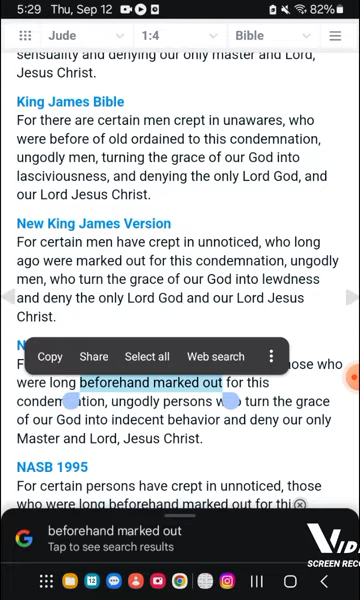 5:29 Thu, Sep 12 82%
Jude 1:4 Bible
sensuality and denying our only master and Lord,
Jesus Christ.
King James Bible
For there are certain men crept in unawares, who
were before of old ordained to this condemnation,
ungodly men, turning the grace of our God into
lasciviousness, and denying the only Lord God, and
our Lord Jesus Christ.
New King James Version
For certain men have crept in unnoticed, who long
ago were marked out for this condemnation, ungodly
men, who turn the grace of our God into lewdness
and deny the only Lord God and our Lord Jesus
Christ.
N
Copy Share Select all Web search
F those who
were long beforehand marked out for this
condemnation, ungodly persons who turn the grace
of our God into indecent behavior and deny our only
Master and Lord, Jesus Christ.
NASB 1995
For certain persons have crept in unnoticed, those
who were long beforehand marked out for thi
beforehand marked out
Tap to see search results
SCREEN REC